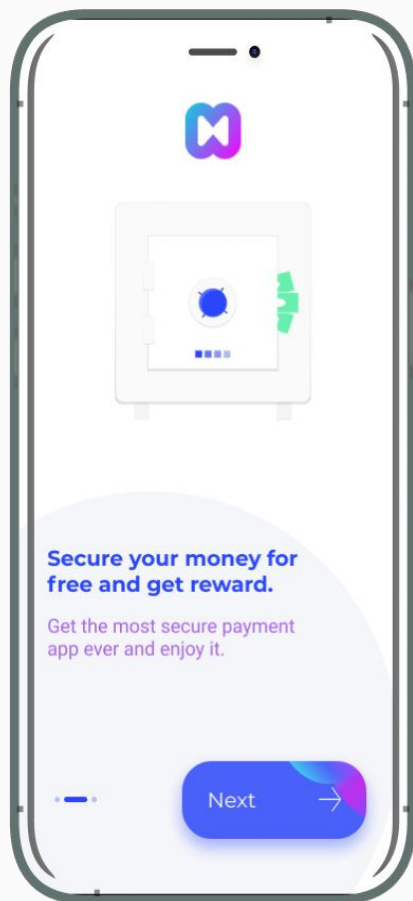 Secure your money for
free and get reward.
Get the most secure payment
app ever and enjoy it.
Next